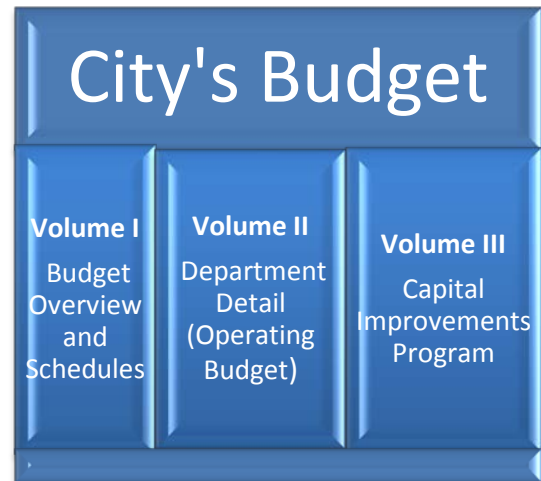 City's Budget
Volume I
Budget
Overview
and
Schedules
Volume II
Department
Detail
(Operating
Budget)
Volume III
Capital
Improvements
Program